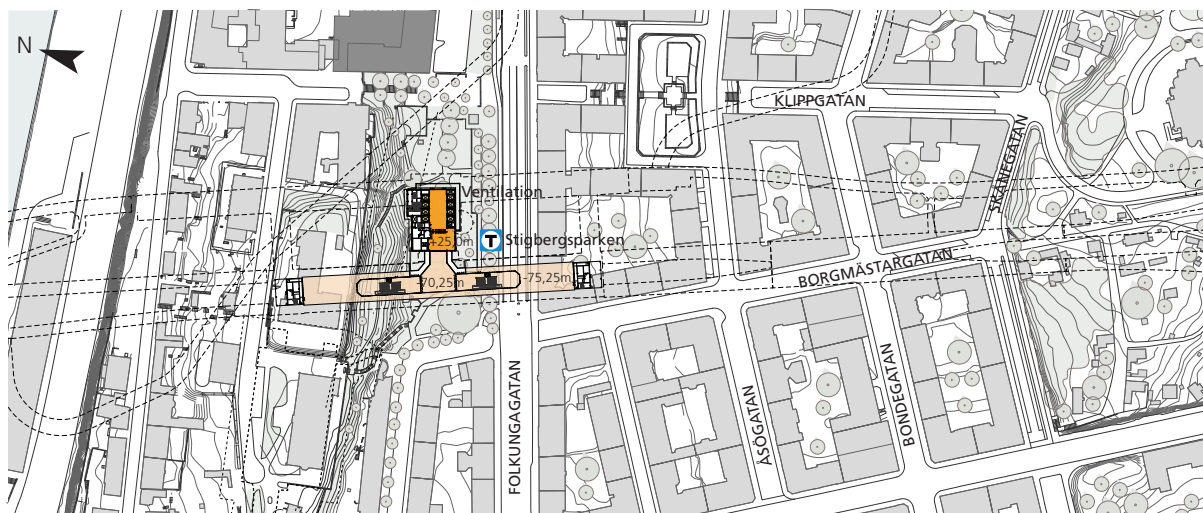 N
KLIPPGATAN
SKÅNEGATAN
Ventilation
+25,0m
T
Stigbergsparken
-70,25m
-75,25m
BORGMÄSTARGATAN
FOLKUNGAGATAN
ÅSÖGATAN
BONDEGATAN